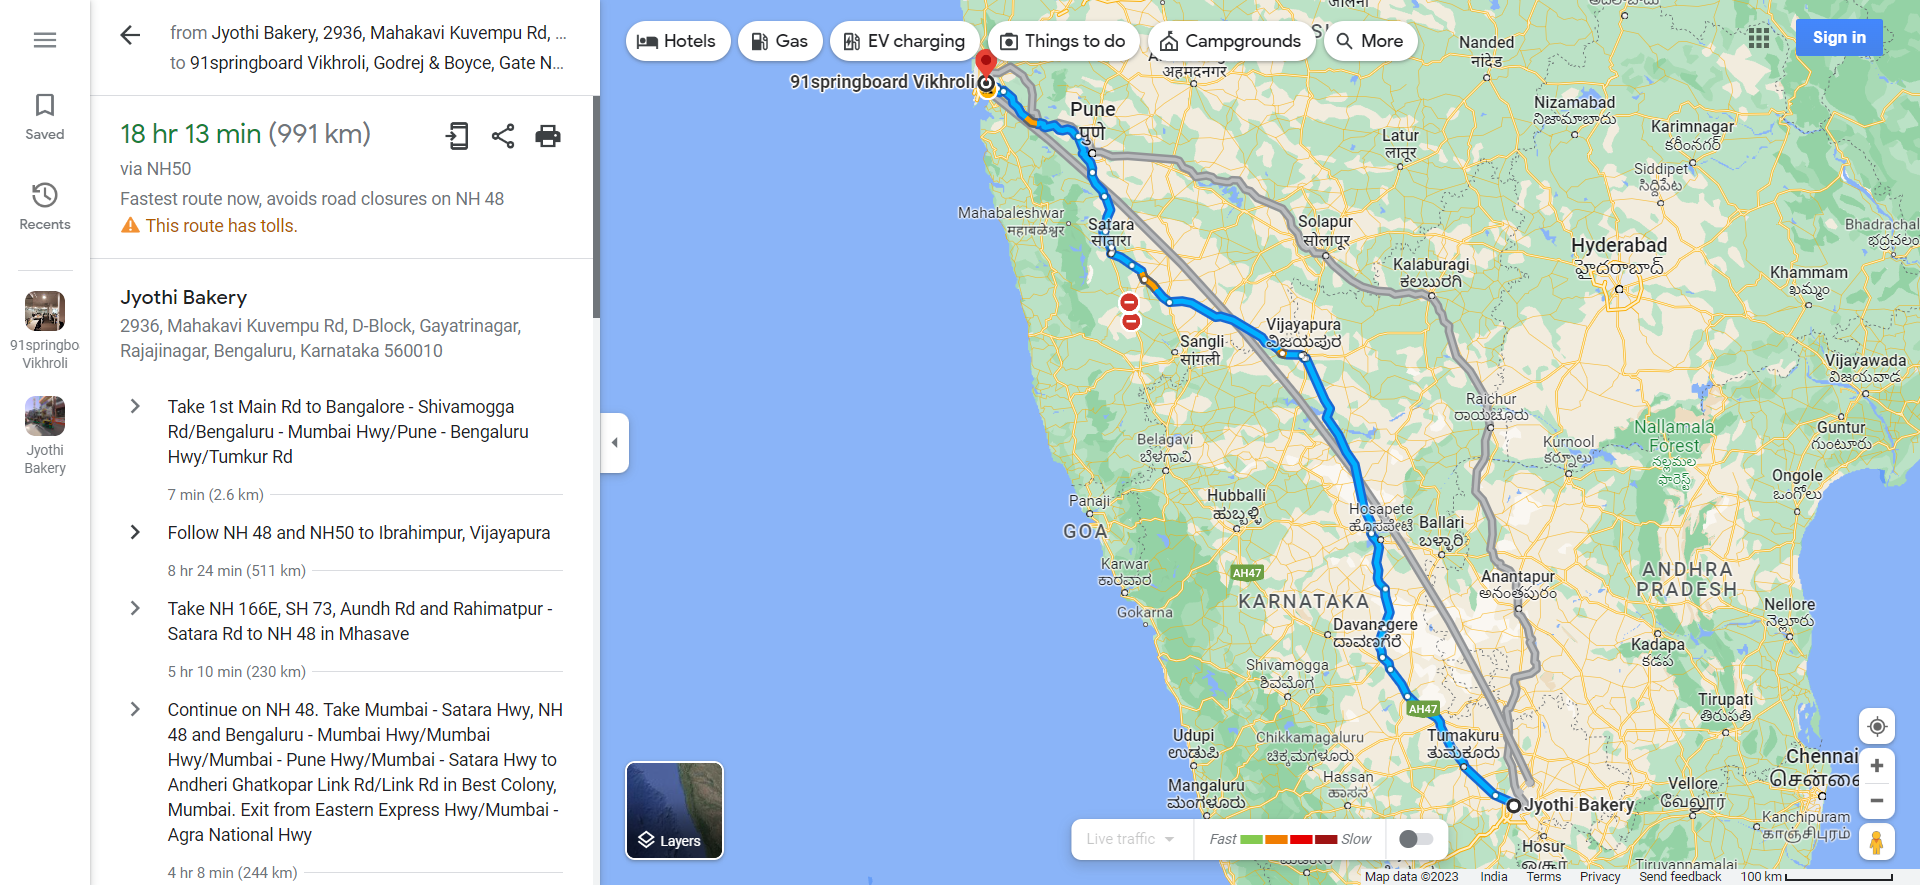 from Jyothi Bakery, 2936, Mahakavi Kuvempu Rd, ...
to 91springboard Vikhroli, Godrej & Boyce, Gate N...
Saved
Recents
91springbo
Vikhroli
Jyothi
Bakery
18 hr 13 min (991 km)
via NH50
Fastest route now, avoids road closures on NH 48
This route has tolls.
Jyothi Bakery
2936, Mahakavi Kuvempu Rd, D-Block, Gayatrinagar,
Rajajinagar, Bengaluru, Karnataka 560010
Take 1st Main Rd to Bangalore - Shivamogga
Rd/Bengaluru - Mumbai Hwy/Pune - Bengaluru
Hwy/Tumkur Rd
7 min (2.6 km)
Follow NH 48 and NH50 to Ibrahimpur, Vijayapura
8 hr 24 min (511 km)
Take NH 166E, SH 73, Aundh Rd and Rahimatpur -
Satara Rd to NH 48 in Mhasave
5 hr 10 min (230 km)
Continue on NH 48. Take Mumbai - Satara Hwy, NH
48 and Bengaluru - Mumbai Hwy/Mumbai
Hwy/Mumbai - Pune Hwy/Mumbai - Satara Hwy to
Andheri Ghatkopar Link Rd/Link Rd in Best Colony,
Mumbai. Exit from Eastern Express Hwy/Mumbai -
Agra National Hwy
4 hr 8 min (244 km)
Hotels
Gas
EV charging
Things to do
Campgrounds
More
Sign in
91springboard Vikhroli
अहमदनगर
Nanded
नांदेड
Pune
पुणे
Nizamabad
నిజామాబాదు
Latur
लातूर
Karimnagar
కరీంనగర్
Siddipet
సిద్దిపేట
Mahabaleshwar
महाबळेश्वर
Satara
सातारा
Solapur
सोलापूर
Hyderabad
హైదరాబాద్
Bhadrachal
భద్రాచలం
Kalaburagi
ಕಲಬುರಗಿ
Khammam
ఖమ్మం
Vijayapura
ವಿಜಯಪುರ
Sangli
सांगली
Vijayawada
విజయవాడ
Raichur
ರಾಯಚೂರು
Belagavi
ಬೆಳಗಾವಿ
Kurnool
కర్నూలు
Nallamala
Forest
నల్లమల
ఫారెస్ట్
Guntur
గుంటూరు
Ongole
ఒంగోలు
Panaji
GOA
Hubballi
ಹುಬ್ಬಳ್ಳಿ
Hosapete
ಹೊಸಪೇಟೆ
Ballari
ಬಳ್ಳಾರಿ
Karwar
ಕಾರವಾರ
AH47
KARNATAKA
Anantapur
అనంతపురం
ANDHRA
PRADESH
Gokarna
Nellore
నెల్లూరు
Davanagere
ದಾವಣಗೆರೆ
Kadapa
కడప
Shivamogga
ಶಿವಮೊಗ್ಗ
Tirupati
తిరుపతి
AH47
Udupi
ಉಡುಪಿ
Chikkamagaluru
ಚಿಕ್ಕಮಗಳೂರು
Tumakuru
ತುಮಕೂರು
Chennai
Mangaluru
ಮಂಗಳೂರು
Hassan
ಹಾಸನ
Vellore
வேலூர்
Jyothi Bakery
Kanchipuram
காஞ்சிபுரம்
Hosur
Tiruvannamalai
Layers
Live traffic
Fast
Slow
Map data ©2023
India
Terms
Privacy
Send feedback
100 km